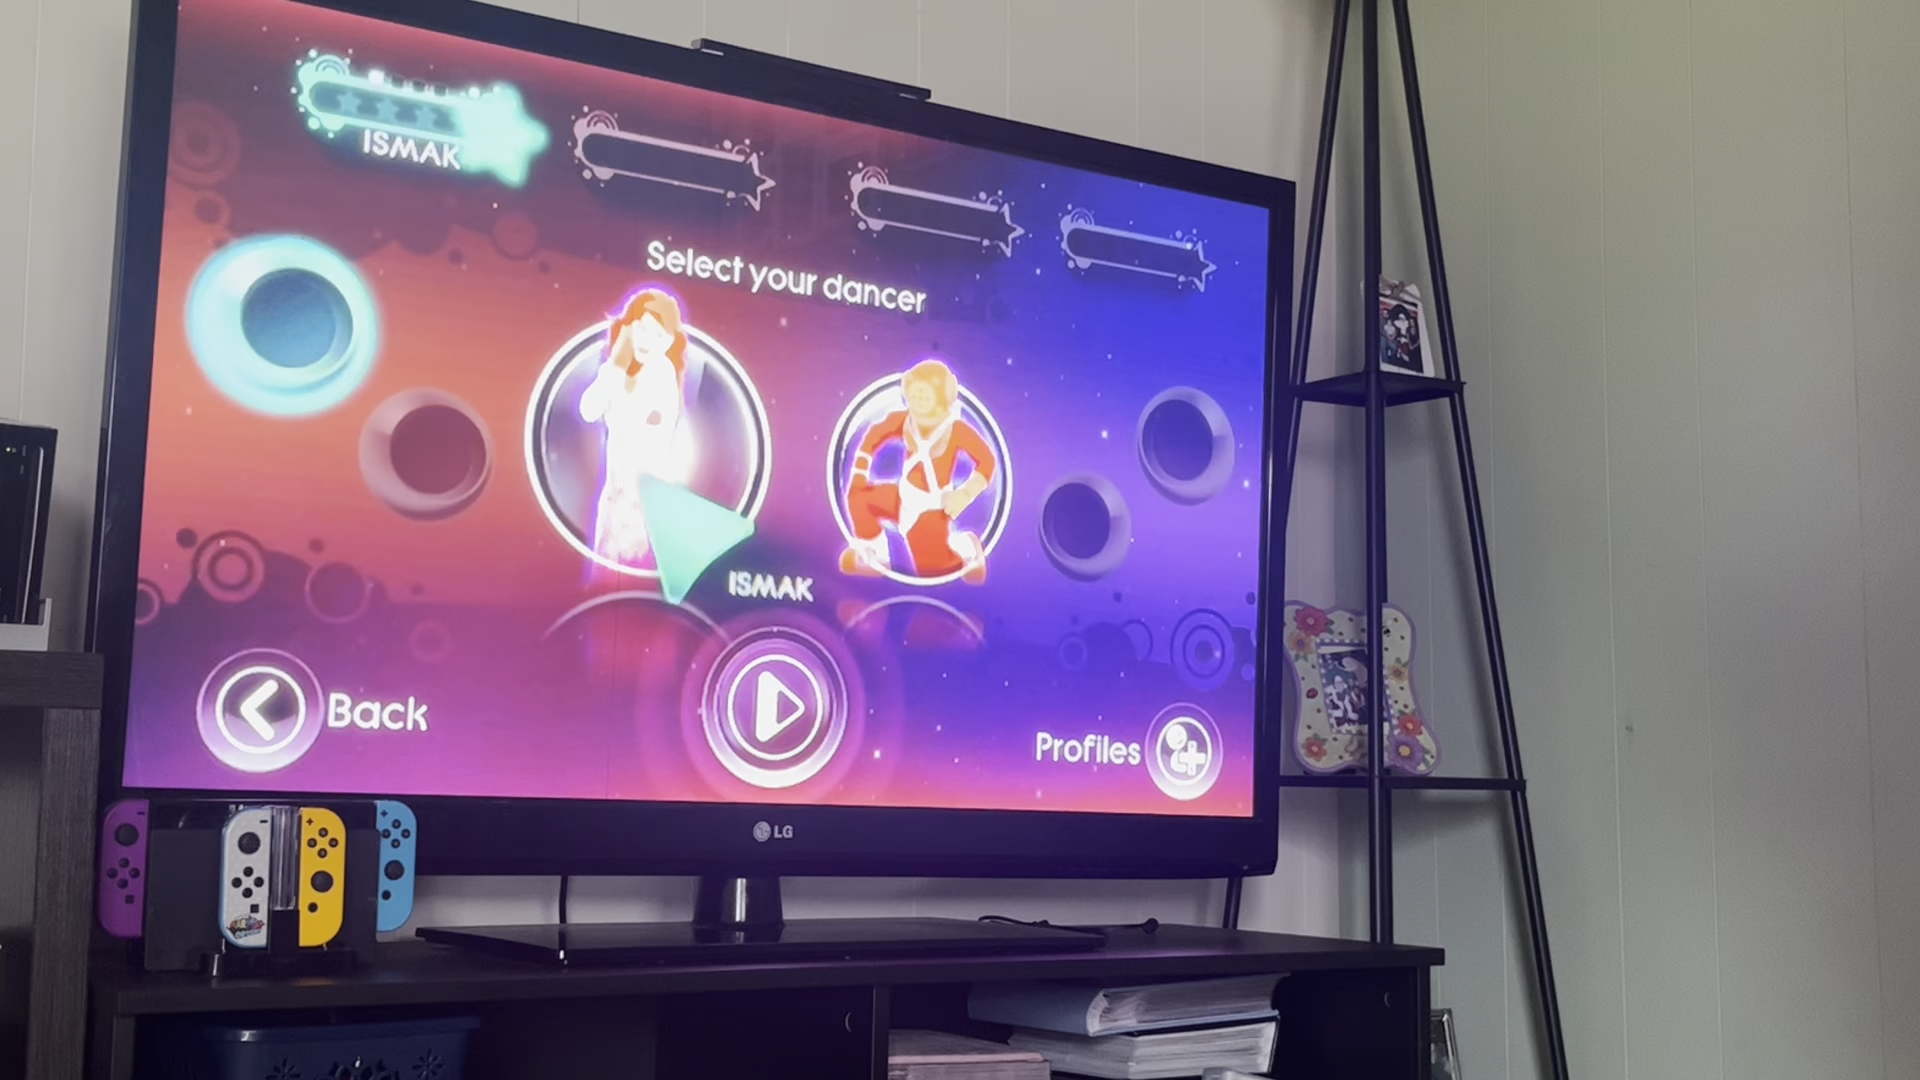 ISMAK
Select your dancer
ISMAK
Back
Profiles
LG